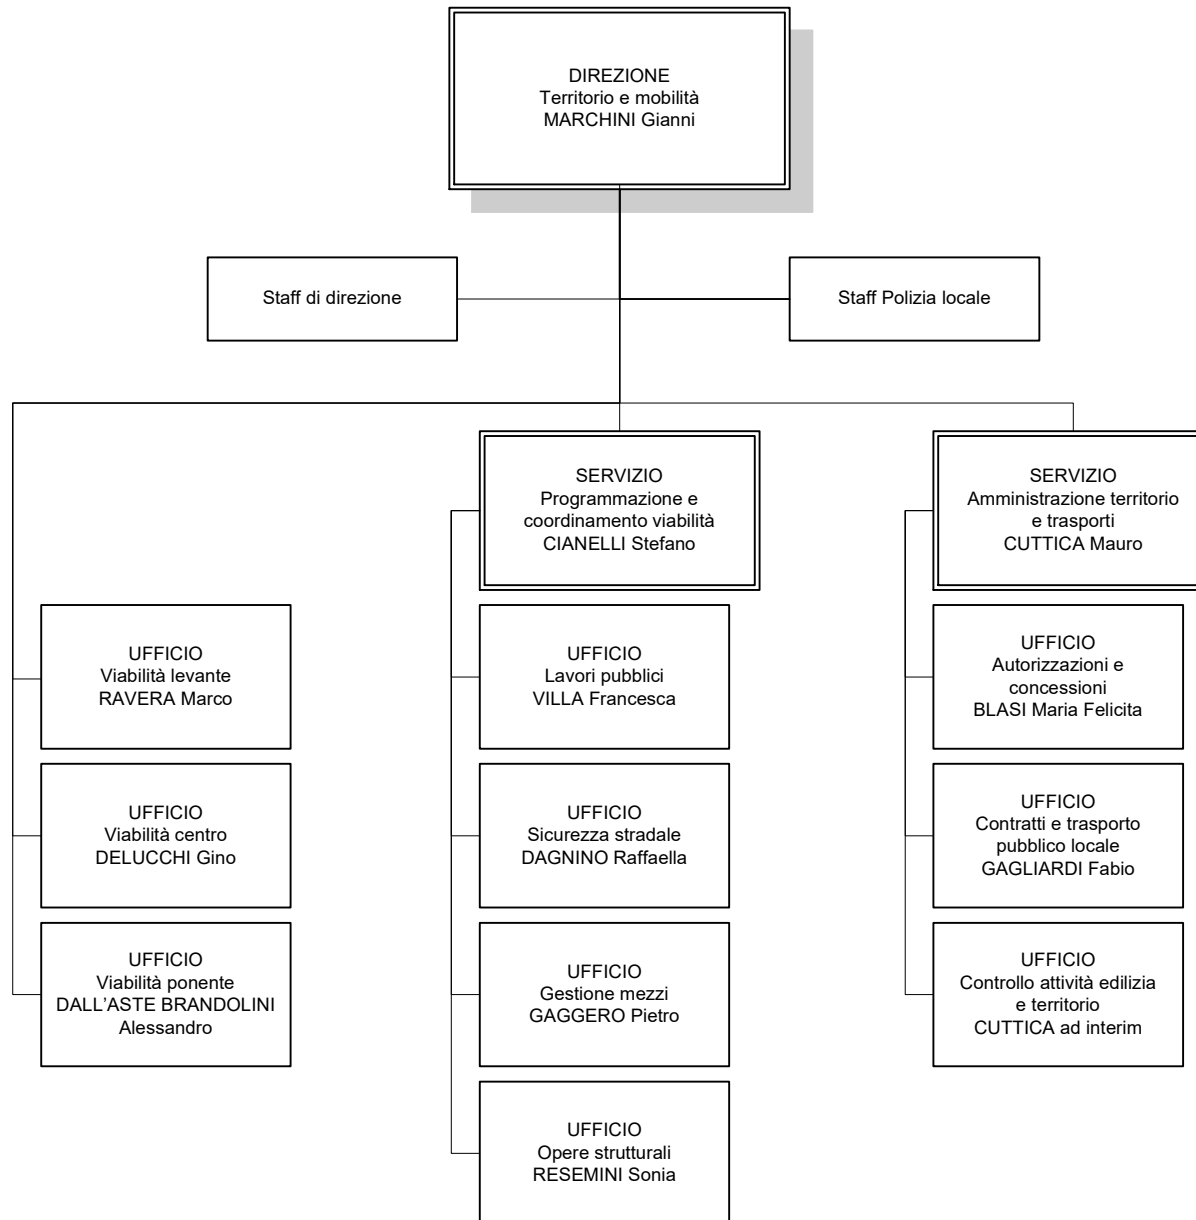 DIREZIONE
Territorio e mobilità
MARCHINI Gianni
Staff di direzione
Staff Polizia locale
SERVIZIO
Programmazione e
coordinamento viabilità
CIANELLI Stefano
SERVIZIO
Amministrazione territorio
e trasporti
CUTTICA Mauro
UFFICIO
Viabilità levante
RAVERA Marco
UFFICIO
Lavori pubblici
VILLA Francesca
UFFICIO
Autorizzazioni e
concessioni
BLASI Maria Felicita
UFFICIO
Viabilità centro
DELUCCHI Gino
UFFICIO
Sicurezza stradale
DAGNINO Raffaella
UFFICIO
Contratti e trasporto
pubblico locale
GAGLIARDI Fabio
UFFICIO
Viabilità ponente
DALL'ASTE BRANDOLINI
Alessandro
UFFICIO
Gestione mezzi
GAGGERO Pietro
UFFICIO
Controllo attività edilizia
e territorio
CUTTICA ad interim
UFFICIO
Opere strutturali
RESEMINI Sonia